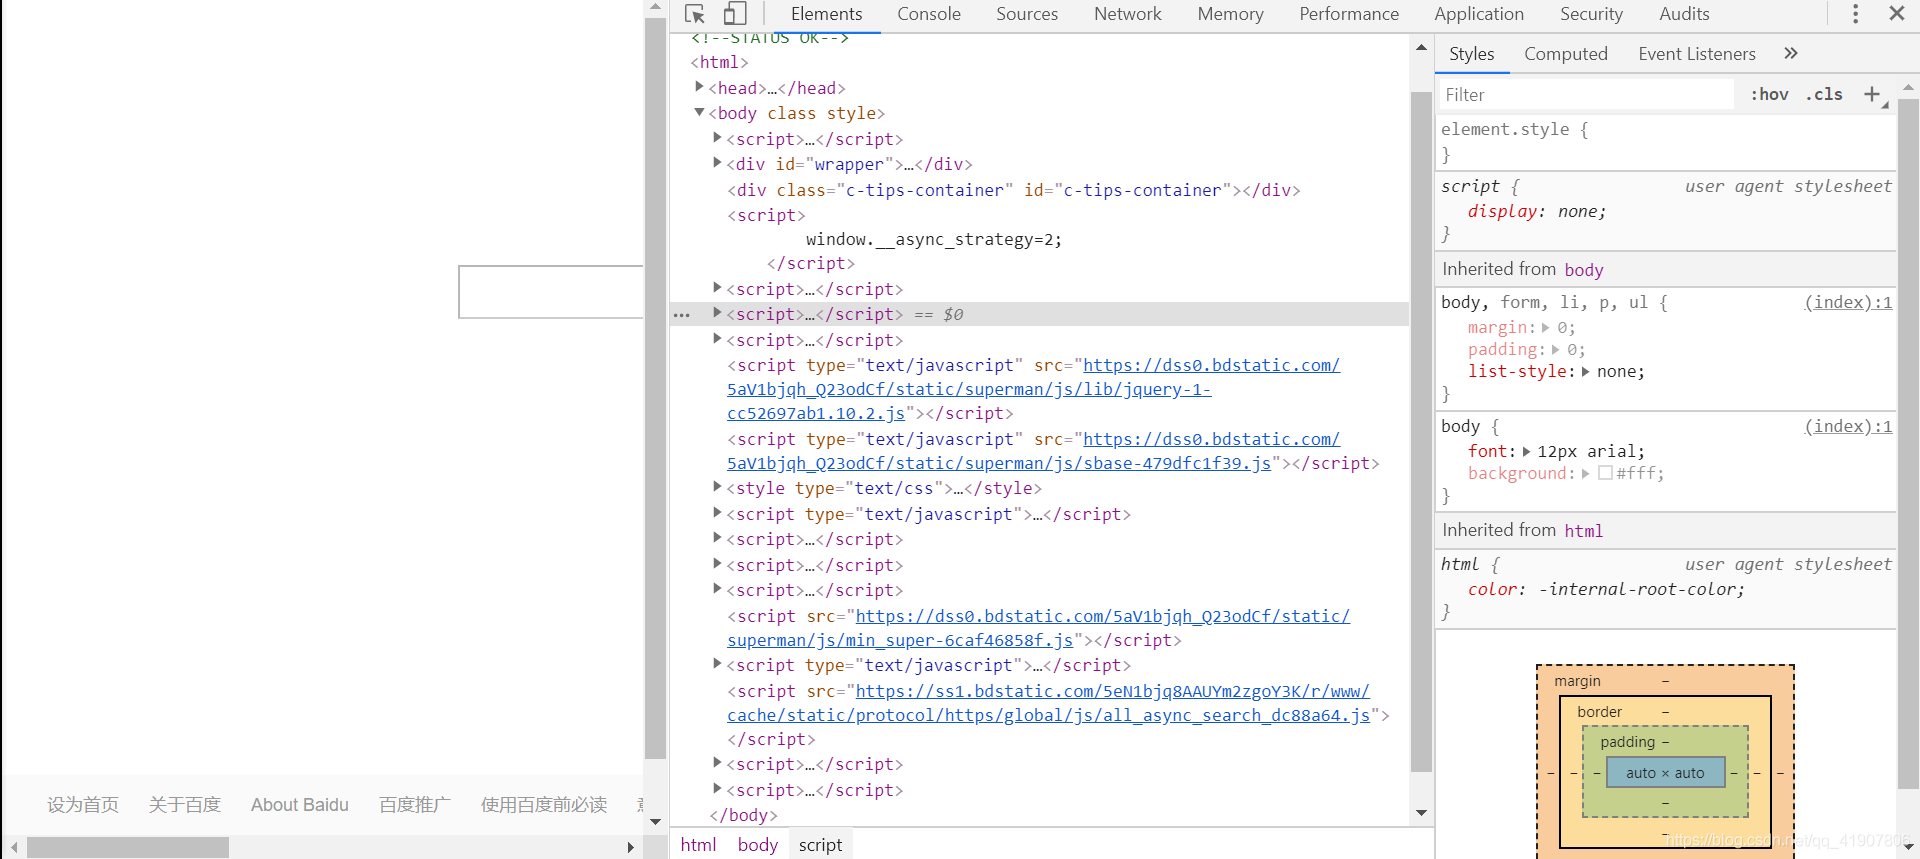 Elements Console Sources Network Memory Performance Application Security Audits
<!--STATUS OK-->
<html>
<head>…</head>
<body class style>
<script>…</script>
<div id="wrapper">…</div>
<div class="c-tips-container" id="c-tips-container"></div>
<script>
window.__async_strategy=2;
</script>
<script>…</script>
<script>…</script> == $0
<script>…</script>
<script type="text/javascript" src="https://dss0.bdstatic.com/
5aV1bjqh_Q23odCf/static/superman/js/lib/jquery-1-
cc52697ab1.10.2.js"></script>
<script type="text/javascript" src="https://dss0.bdstatic.com/
5aV1bjqh_Q23odCf/static/superman/js/sbase-479dfc1f39.js"></script>
<style type="text/css">…</style>
<script type="text/javascript">…</script>
<script>…</script>
<script>…</script>
<script>…</script>
<script src="https://dss0.bdstatic.com/5aV1bjqh_Q23odCf/static/
superman/js/min_super-6caf46858f.js"></script>
<script type="text/javascript">…</script>
<script src="https://ss1.bdstatic.com/5eN1bjq8AAUYm2zgoY3K/r/www/
cache/static/protocol/https/global/js/all_async_search_dc88a64.js">
</script>
<script>…</script>
<script>…</script>
</body>
html body script
Styles Computed Event Listeners »
Filter :hov .cls +
element.style {
}
script { user agent stylesheet
display: none;
}
Inherited from body
body, form, li, p, ul { (index):1
margin: 0;
padding: 0;
list-style: none;
}
body { (index):1
font: 12px arial;
background: #fff;
}
Inherited from html
html { user agent stylesheet
color: -internal-root-color;
}
margin –
border –
padding –
– – – auto × auto – – –
–
–
设为首页 关于百度 About Baidu 百度推广 使用百度前必读
https://blog.csdn.net/qq_41907806